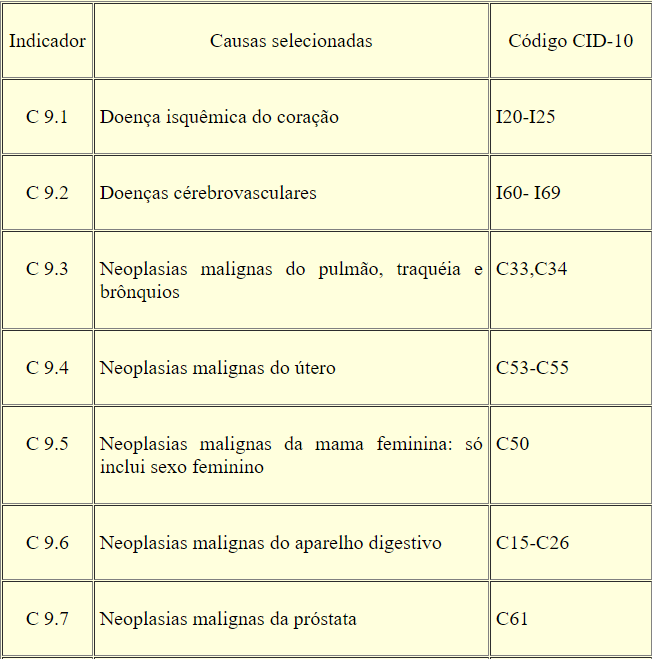 Indicador Causas selecionadas Código CID-10
C 9.1 Doença isquêmica do coração I20-I25
C 9.2 Doenças cérebrovasculares I60- I69
C 9.3 Neoplasias malignas do pulmão, traquéia e C33,C34
brônquios
C 9.4 Neoplasias malignas do útero C53-C55
C 9.5 Neoplasias malignas da mama feminina: só C50
inclui sexo feminino
C 9.6 Neoplasias malignas do aparelho digestivo C15-C26
C 9.7 Neoplasias malignas da próstata C61